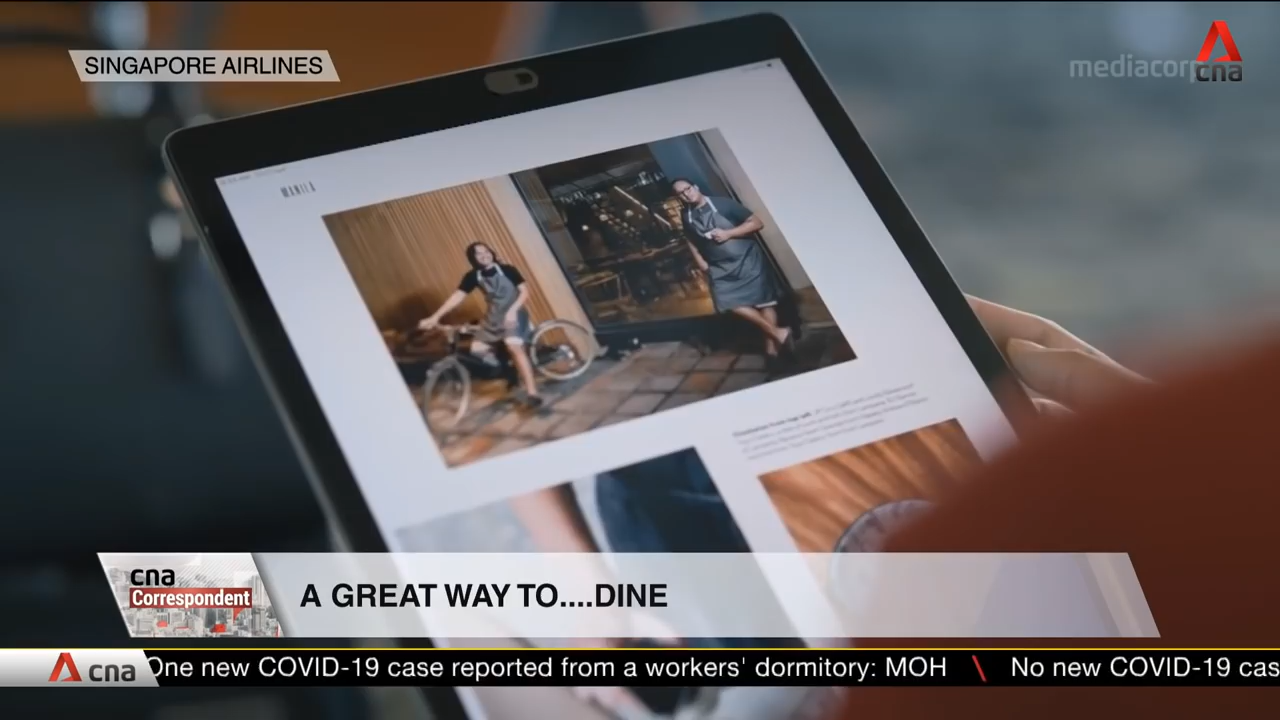 SINGAPORE AIRLINES
mediacorp
cna
MANILA
cna
Correspondent
A GREAT WAY TO....DINE
cna
One new COVID-19 case reported from a workers' dormitory: MOH \ No new COVID-19 cas